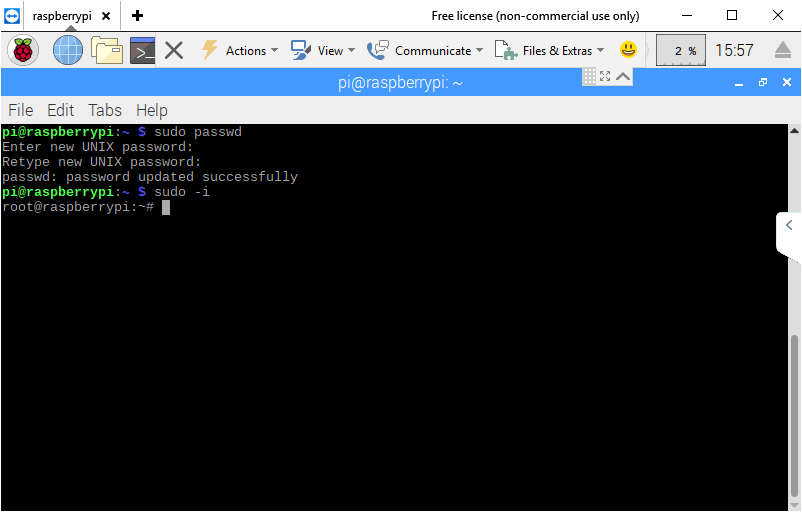 raspberrypi
Free license (non-commercial use only)
Actions View Communicate Files & Extras 2 % 15:57
pi@raspberrypi: ~
File Edit Tabs Help
pi@raspberrypi:~ $ sudo passwd
Enter new UNIX password:
Retype new UNIX password:
passwd: password updated successfully
pi@raspberrypi:~ $ sudo -i
root@raspberrypi:~#